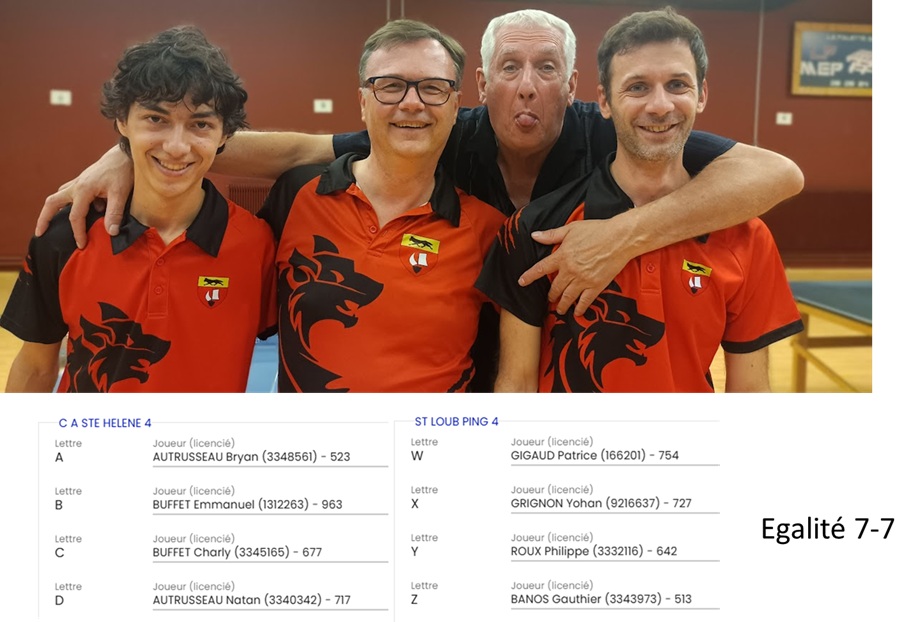 MEP
C A STE HELENE 4
Lettre Joueur (licencié)
A AUTRUSSEAU Bryan (3348561) - 523
Lettre Joueur (licencié)
B BUFFET Emmanuel (1312263) - 963
Lettre Joueur (licencié)
C BUFFET Charly (3345165) - 677
Lettre Joueur (licencié)
D AUTRUSSEAU Natan (3340342) - 717
ST LOUB PING 4
Lettre Joueur (licencié)
W GIGAUD Patrice (166201) - 754
Lettre Joueur (licencié)
X GRIGNON Yohan (9216637) - 727
Lettre Joueur (licencié)
Y ROUX Philippe (3332116) - 642
Lettre Joueur (licencié)
Z BANOS Gauthier (3343973) - 513
Egalité 7-7